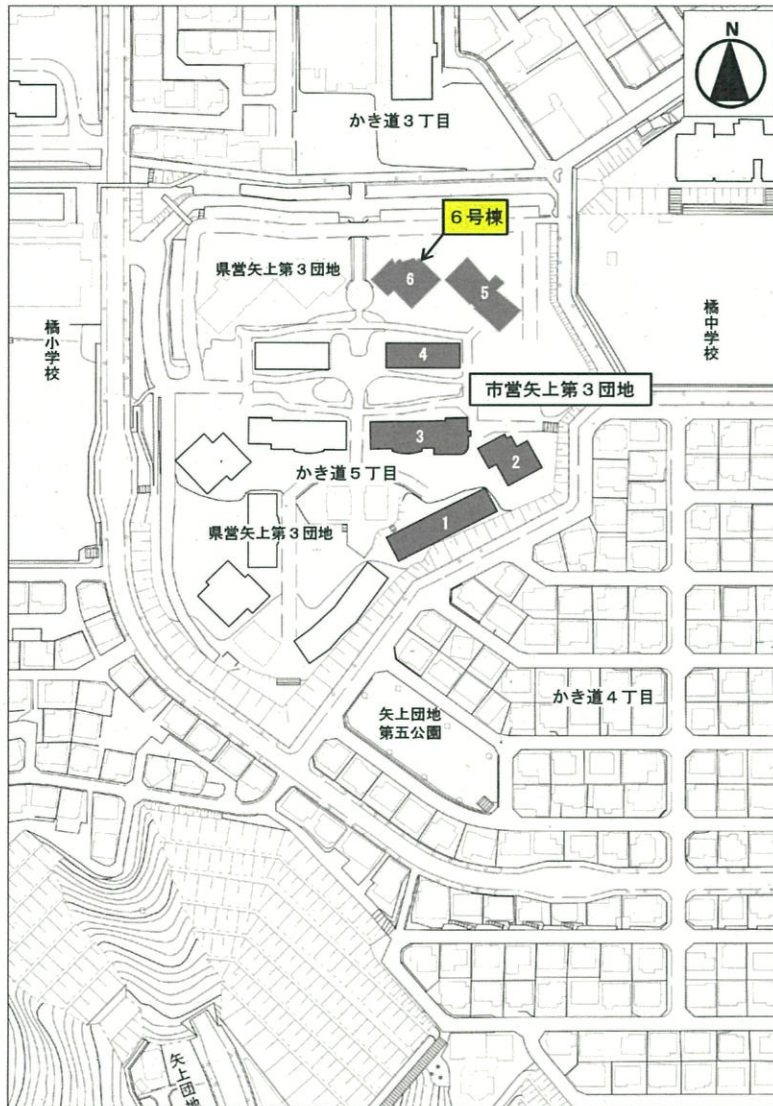 N
かき道3丁目
6号棟
県営矢上第3団地
6
5
橘小学校
橘中学校
4
市営矢上第3団地
3
2
かき道5丁目
1
県営矢上第3団地
かき道4丁目
矢上団地
第五公園
矢上団地